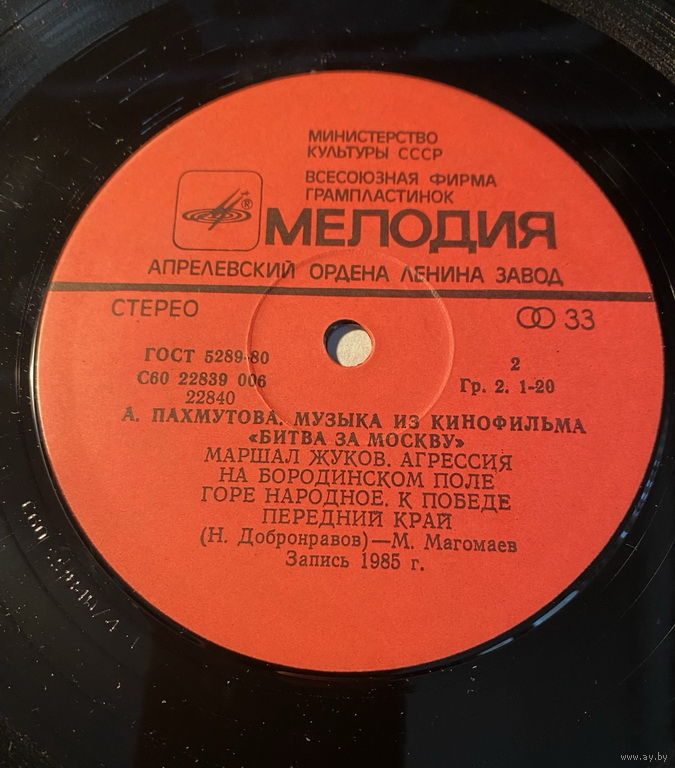 МИНИСТЕРСТВО
КУЛЬТУРЫ СССР
ВСЕСОЮЗНАЯ ФИРМА
ГРАМПЛАСТИНОК
®
МЕЛОДИЯ
АПРЕЛЕВСКИЙ ОРДЕНА ЛЕНИНА ЗАВОД
СТЕРЕО
33
ГОСТ 5289-80
2
С60 22839 006
Гр. 2. 1-20
22840
А. ПАХМУТОВА. МУЗЫКА ИЗ КИНОФИЛЬМА
«БИТВА ЗА МОСКВУ»
МАРШАЛ ЖУКОВ. АГРЕССИЯ
НА БОРОДИНСКОМ ПОЛЕ
ГОРЕ НАРОДНОЕ. К ПОБЕДЕ
ПЕРЕДНИЙ КРАЙ
(Н. Добронравов)—М. Магомаев
Запись 1985 г.
www.ay.by